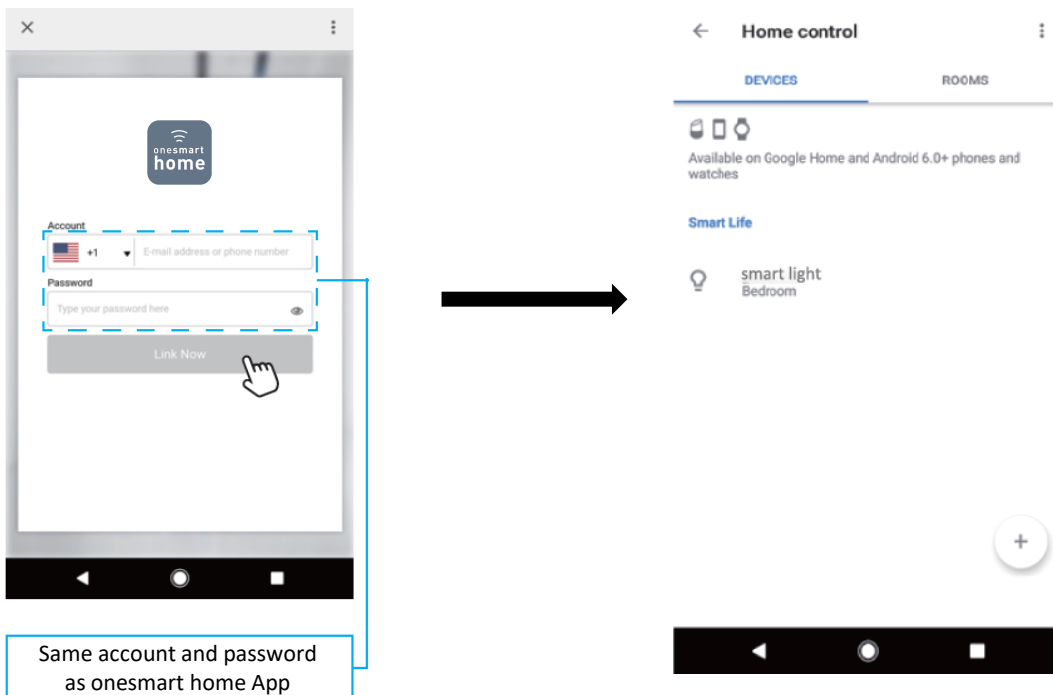 onesmart
home
Account
+1
E-mail address or phone number
Password
Type your password here
Link Now
Same account and password
as onesmart home App
Home control
DEVICES
ROOMS
Available on Google Home and Android 6.0+ phones and
watches
Smart Life
smart light
Bedroom